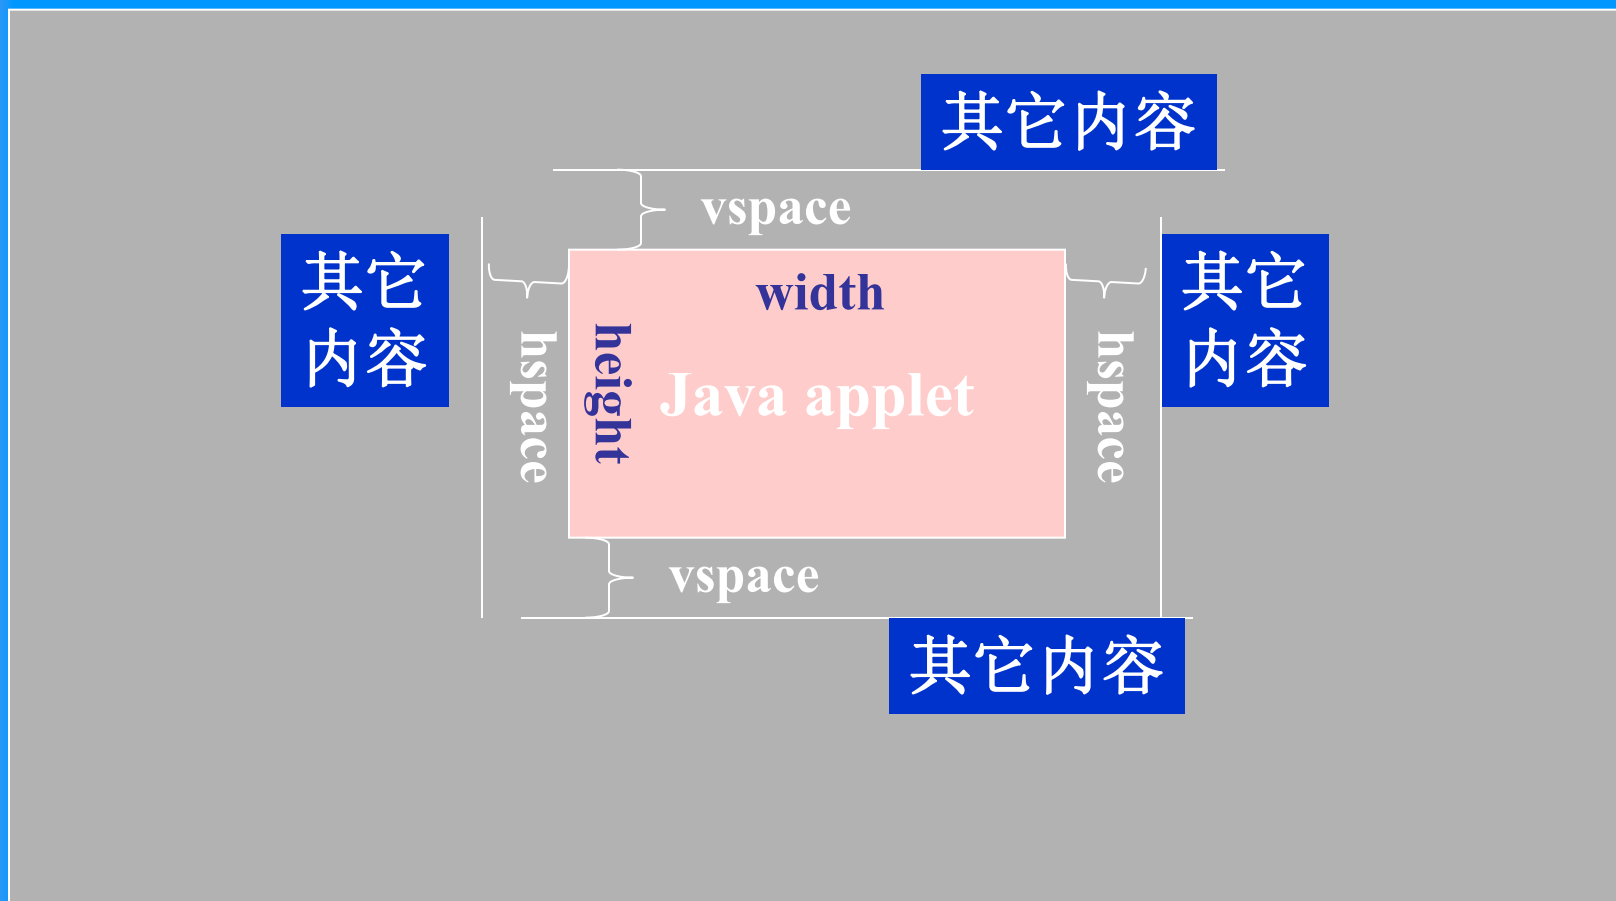 其它内容
vspace
其它
内容
hspace
width
height
Java applet
hspace
其它
内容
vspace
其它内容